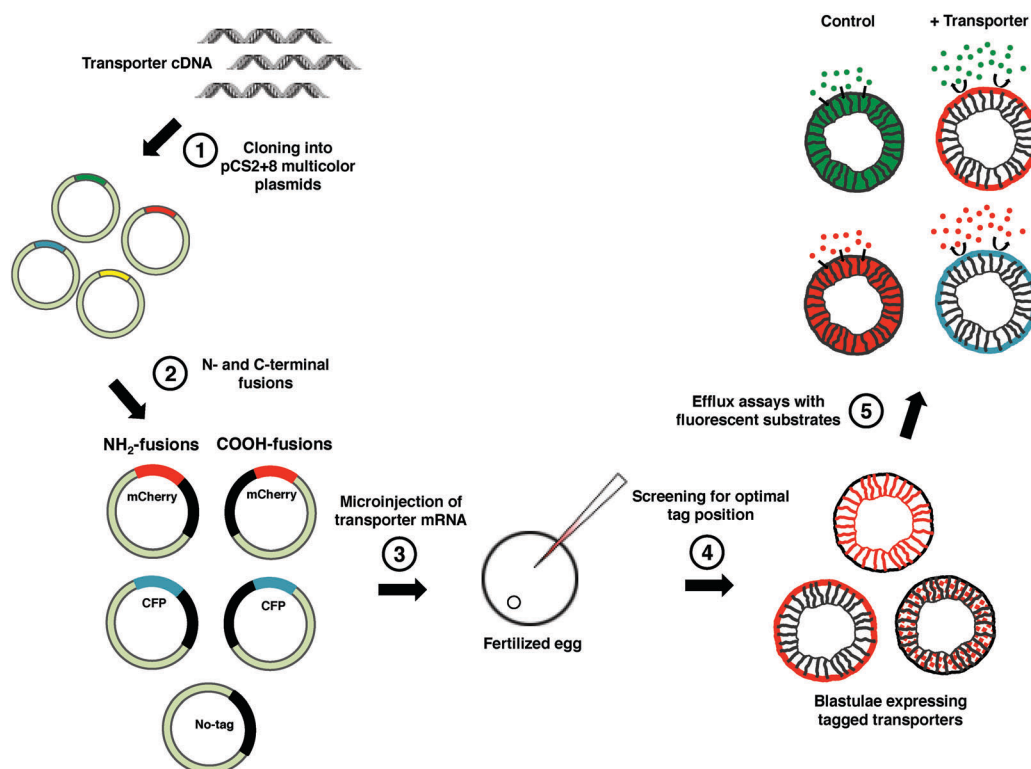 Transporter cDNA
1
Cloning into
pCS2+8 multicolor
plasmids
2
N- and C-terminal
fusions
NH₂-fusions
COOH-fusions
mCherry
mCherry
CFP
CFP
No-tag
Microinjection of
transporter mRNA
3
Fertilized egg
Screening for optimal
tag position
4
Blastulae expressing
tagged transporters
Efflux assays with
fluorescent substrates
5
Control
+ Transporter